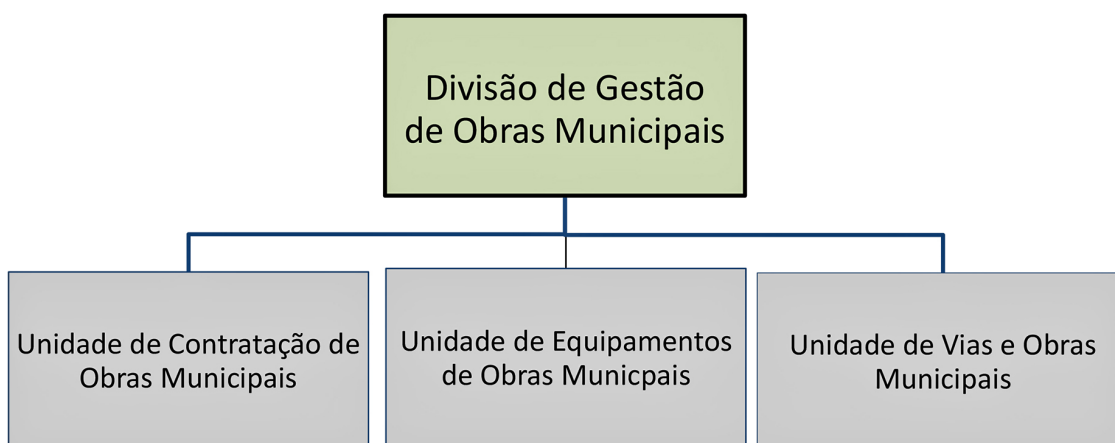 Divisão de Gestão
de Obras Municipais
Unidade de Contratação de
Obras Municipais
Unidade de Equipamentos
de Obras Municpais
Unidade de Vias e Obras
Municipais